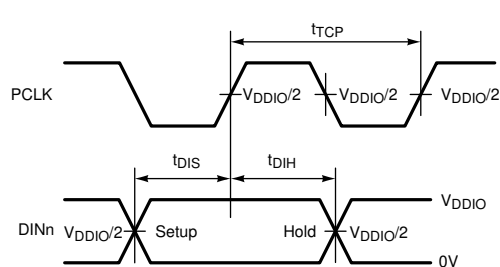 tTCP
PCLK
VDDIO/2
VDDIO/2
VDDIO/2
tDIS
tDIH
VDDIO
DINn
VDDIO/2
Setup
Hold
VDDIO/2
0V